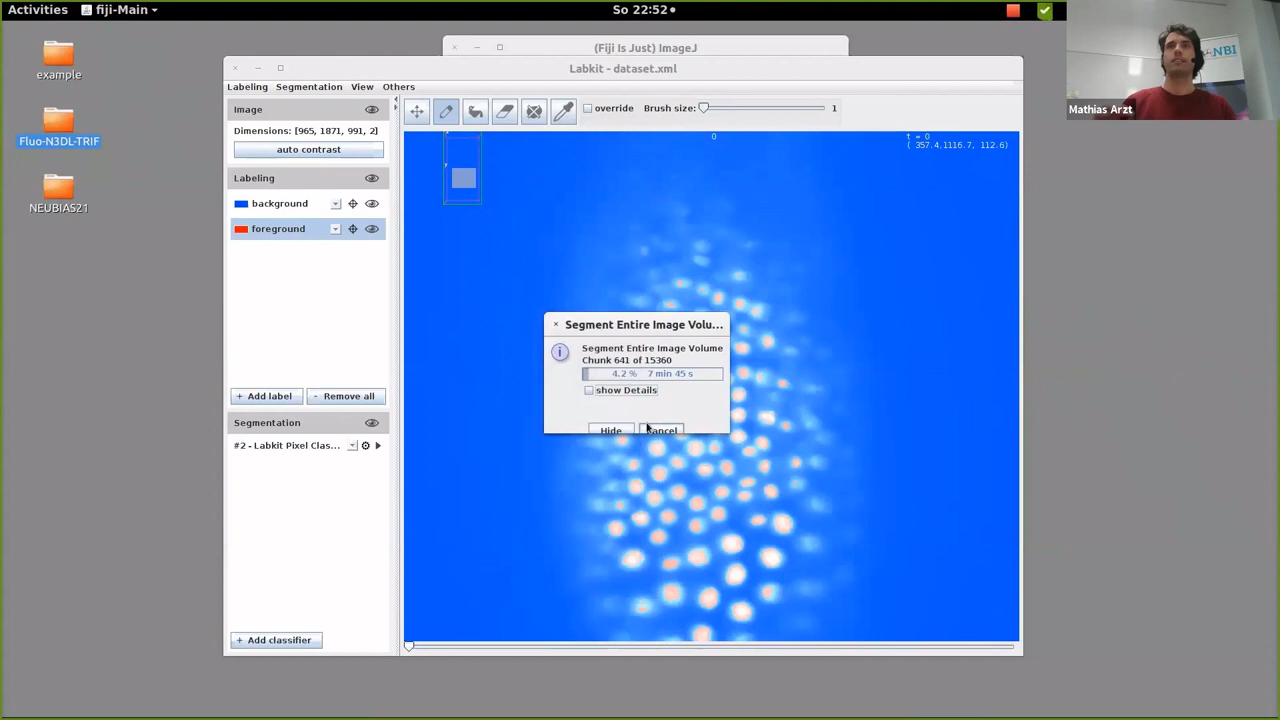 Activities fiji-Main So 22:52
NBI
Mathias Arzt
example
Fluo-N3DL-TRIF
NEUBIAS21
(Fiji Is Just) ImageJ
Labkit - dataset.xml
Labeling Segmentation View Others
override Brush size: 1
Image
Dimensions: [965, 1871, 991, 2]
auto contrast
Labeling
background
foreground
+ Add label - Remove all
Segmentation
#2 - Labkit Pixel Clas...
+ Add classifier
0 t = 0
( 357.4,1116.7, 112.6)
Segment Entire Image Volu...
Segment Entire Image Volume
Chunk 641 of 15360
4.2 % 7 min 45 s
show Details
Hide Cancel